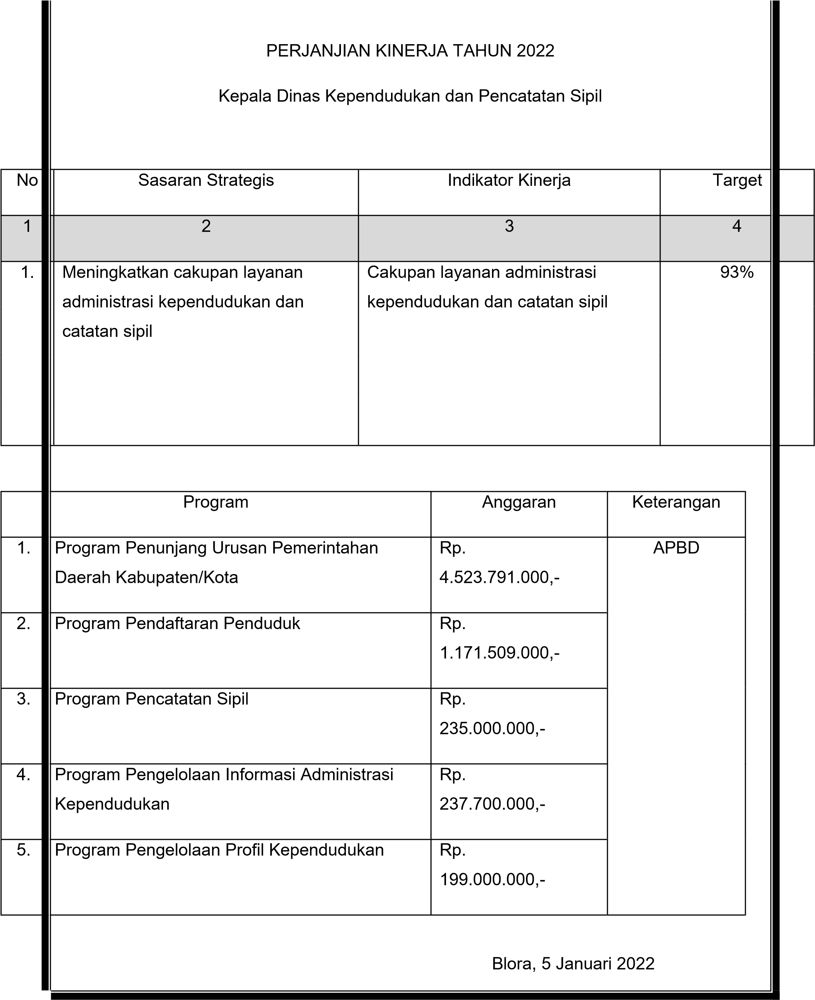 PERJANJIAN KINERJA TAHUN 2022
Kepala Dinas Kependudukan dan Pencatatan Sipil
No Sasaran Strategis Indikator Kinerja Target
1 2 3 4
1. Meningkatkan cakupan layanan Cakupan layanan administrasi 93%
administrasi kependudukan dan kependudukan dan catatan sipil
catatan sipil
Program Anggaran Keterangan
1. Program Penunjang Urusan Pemerintahan Rp. APBD
Daerah Kabupaten/Kota 4.523.791.000,-
2. Program Pendaftaran Penduduk Rp.
1.171.509.000,-
3. Program Pencatatan Sipil Rp.
235.000.000,-
4. Program Pengelolaan Informasi Administrasi Rp.
Kependudukan 237.700.000,-
5. Program Pengelolaan Profil Kependudukan Rp.
199.000.000,-
Blora, 5 Januari 2022